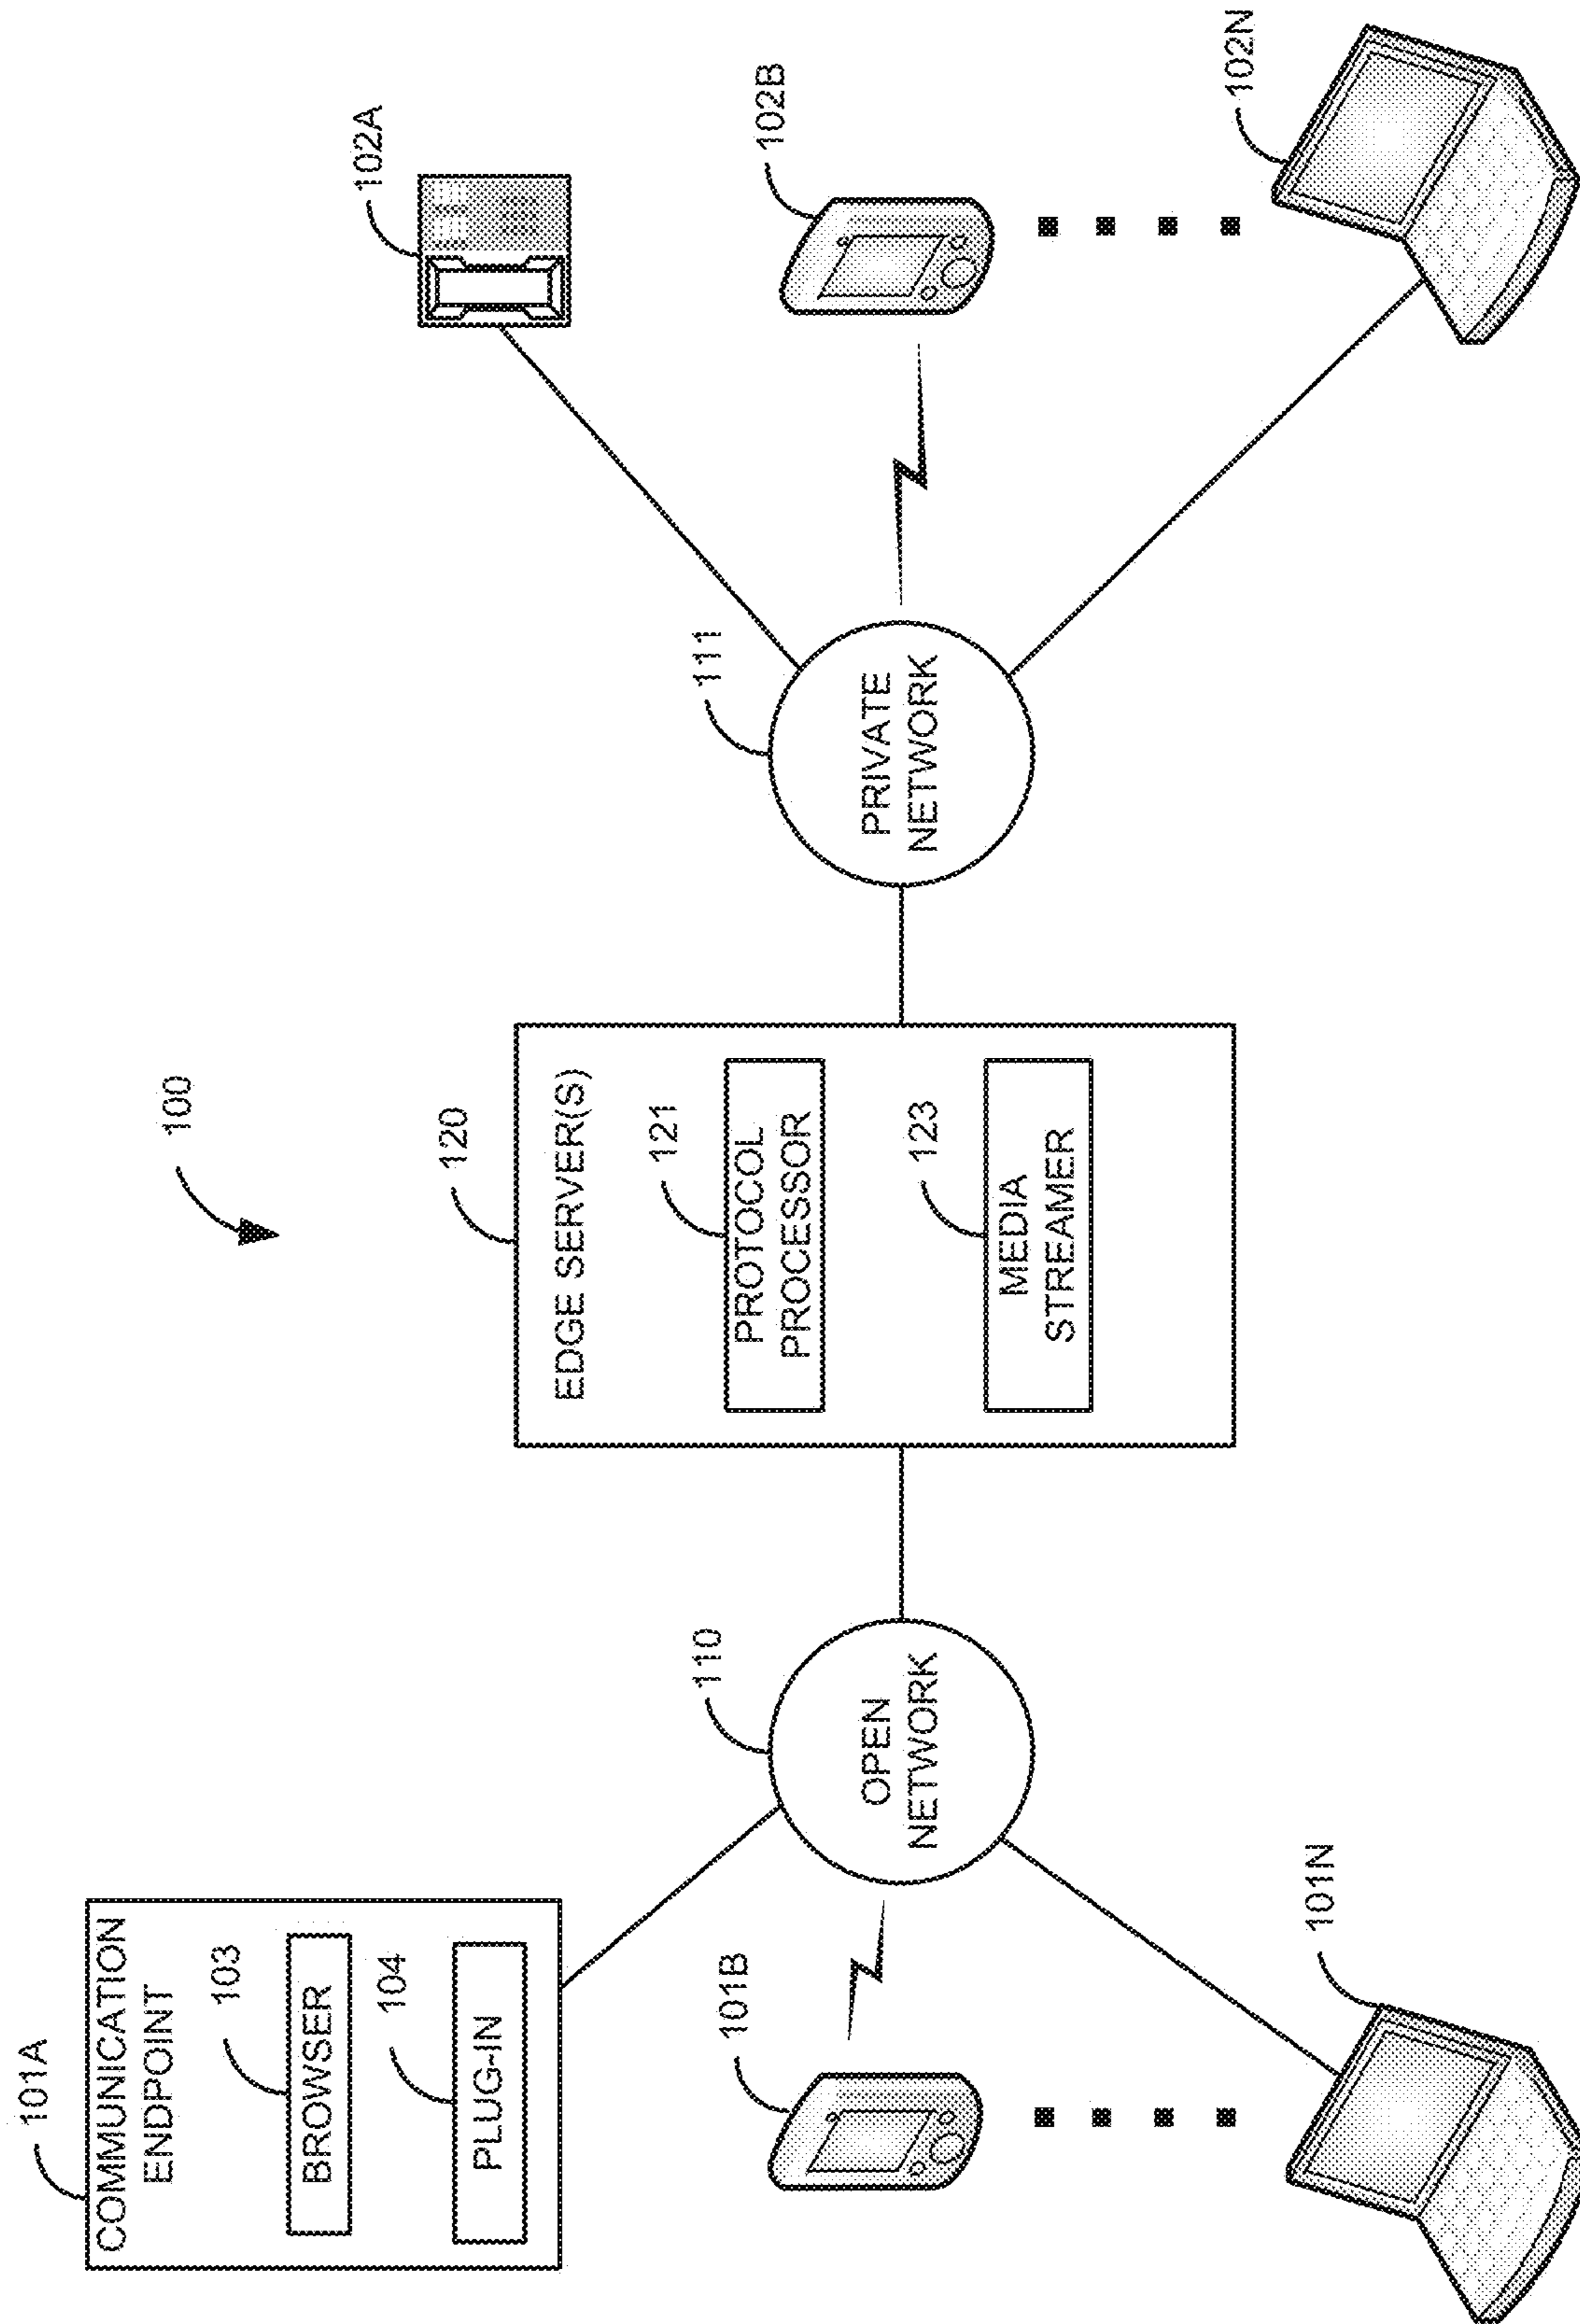 100
101A
COMMUNICATION
ENDPOINT
103
BROWSER
104
PLUG-IN
101B
101N
110
OPEN
NETWORK
120
EDGE SERVER(S)
121
PROTOCOL
PROCESSOR
123
MEDIA
STREAMER
111
PRIVATE
NETWORK
102A
102B
102N